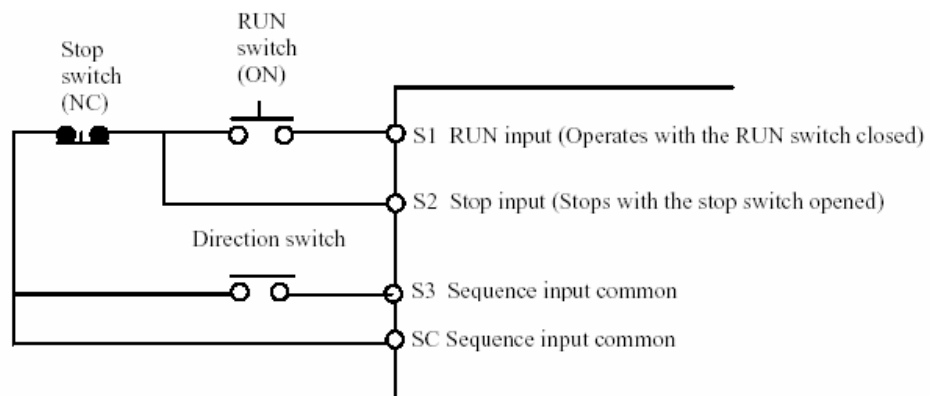 RUN
switch
(ON)
Stop
switch
(NC)
S1 RUN input (Operates with the RUN switch closed)
S2 Stop input (Stops with the stop switch opened)
Direction switch
S3 Sequence input common
SC Sequence input common